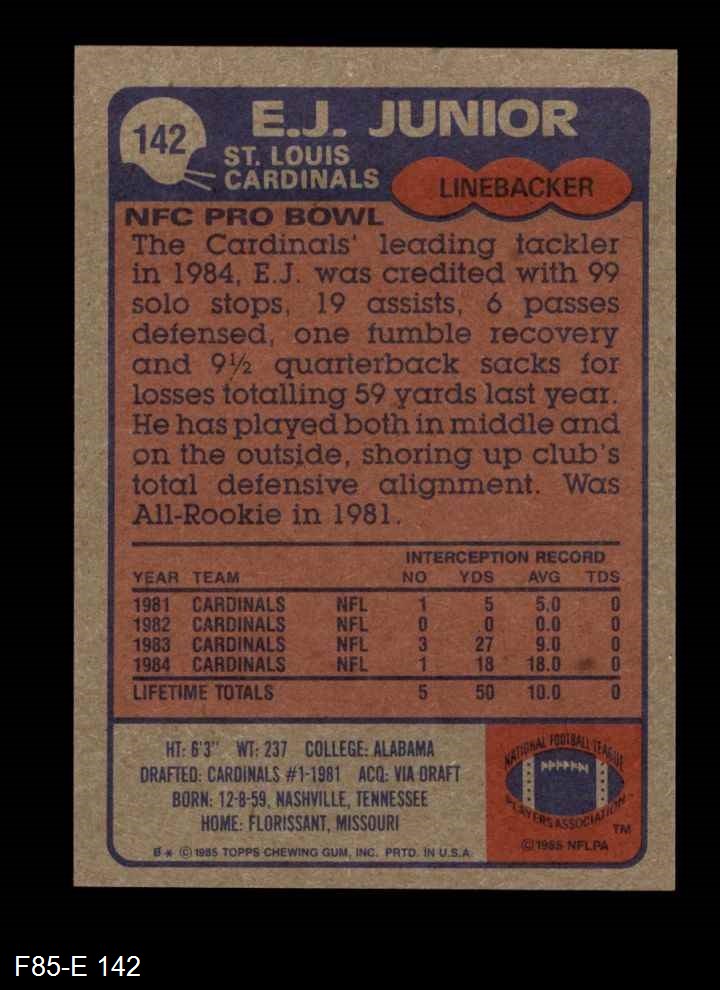 142
E.J. JUNIOR
ST. LOUIS
CARDINALS
LINEBACKER
NFC PRO BOWL
The Cardinals' leading tackler
in 1984, E.J. was credited with 99
solo stops, 19 assists, 6 passes
defensed, one fumble recovery
and 9½ quarterback sacks for
losses totalling 59 yards last year.
He has played both in middle and
on the outside, shoring up club's
total defensive alignment. Was
All-Rookie in 1981.
INTERCEPTION RECORD
YEAR TEAM NO YDS AVG TDS
1981 CARDINALS NFL 1 5 5.0 0
1982 CARDINALS NFL 0 0 0.0 0
1983 CARDINALS NFL 3 27 9.0 0
1984 CARDINALS NFL 1 18 18.0 0
LIFETIME TOTALS 5 50 10.0 0
HT: 6'3" WT: 237 COLLEGE: ALABAMA
DRAFTED: CARDINALS #1-1981 ACQ: VIA DRAFT
BORN: 12-8-59, NASHVILLE, TENNESSEE
HOME: FLORISSANT, MISSOURI
B* © 1985 TOPPS CHEWING GUM, INC. PRTD. IN U.S.A.
NATIONAL FOOTBALL LEAGUE
PLAYERS ASSOCIATION
TM
© 1985 NFLPA
F85-E 142